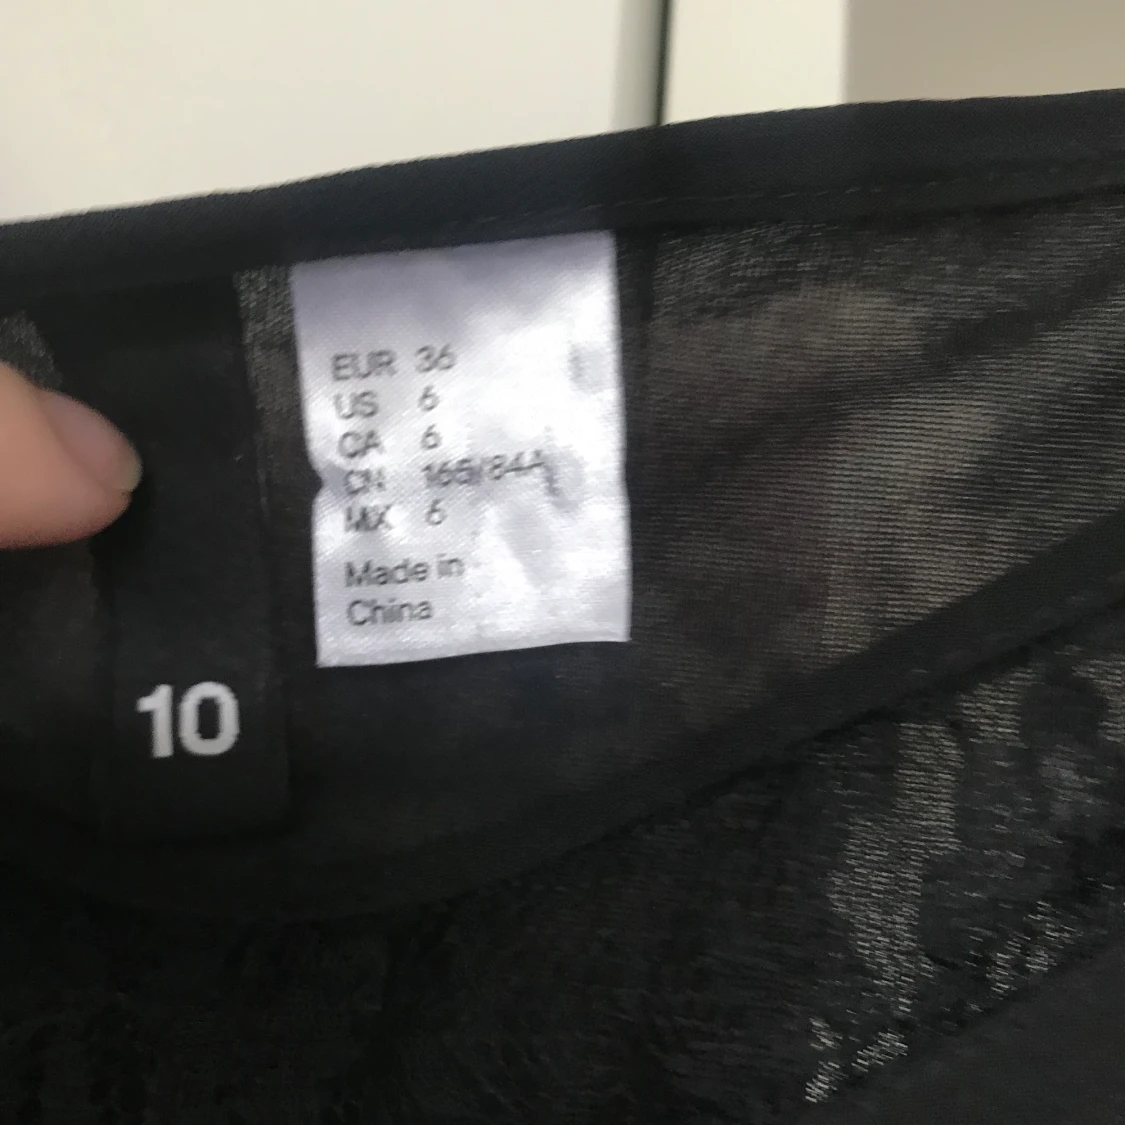 EUR 36
US 6
CA 6
CN 165/84A
MX 6
Made in
China
10